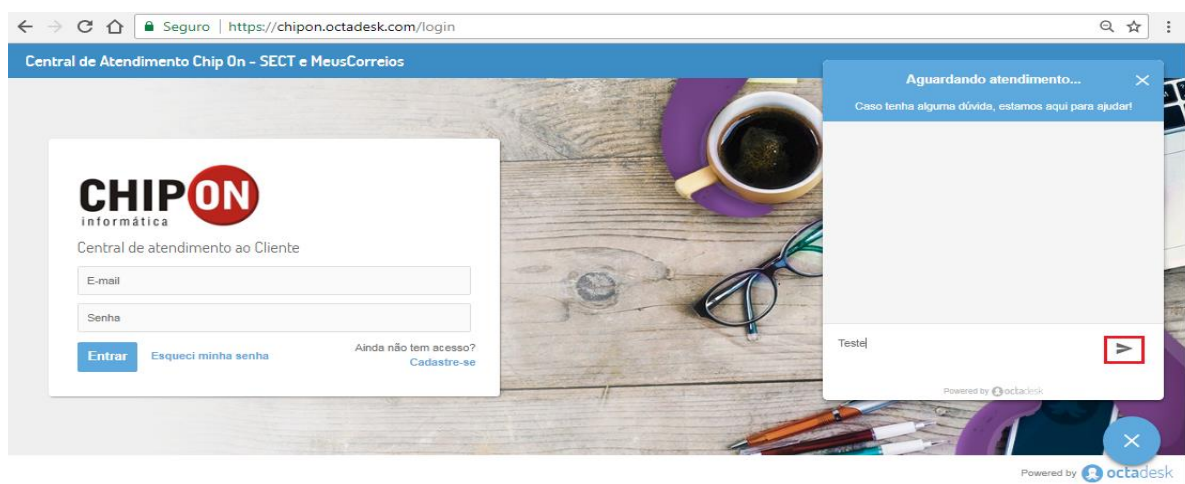 Seguro | https://chipon.octadesk.com/login
Central de Atendimento Chip On - SECT e MeusCorreios
Aguardando atendimento...
Caso tenha alguma dúvida, estamos aqui para ajudar!
CHIPON
informática
Central de atendimento ao Cliente
E-mail
Senha
Entrar
Esqueci minha senha
Ainda não tem acesso?
Cadastre-se
Teste
Powered by octadesk
Powered by octadesk